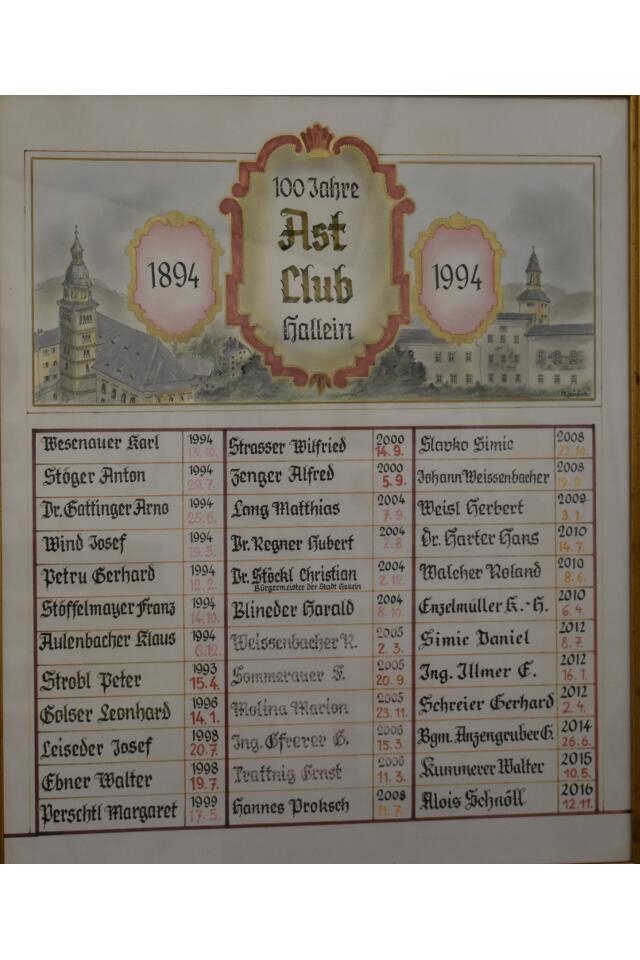 100 Jahre
Ast
Club
Hallein
1894
1994
Wesenauer Karl 1994 13.10.
Stöger Anton 1994 29.7.
Dr. Gattinger Arno 1994 25.6.
Wind Josef 1994 19.5.
Petru Gerhard 1994 12.2.
Stöffelmayer Franz 1994 14.10.
Aulenbacher Klaus 1994 6.12.
Strobl Peter 1993 15.4.
Golser Leonhard 1996 14.1.
Leiseder Josef 1998 20.7.
Ebner Walter 1998 19.7.
Perschtl Margaret 1999 17.5.
Strasser Wilfried 2000 14.9.
Zenger Alfred 2000 5.9.
Lang Matthias 2004 7.9.
Dr. Regner Hubert 2004 2.8.
Dr. Stöckl Christian 2004 2.12.
Bürgermeister der Stadt Hallein
Blineder Harald 2004 8.10.
Weissenbacher R. 2005 2.3.
Sommerauer F. 2005 20.9.
Molina Marion 2005 23.11.
Ing. Gfrerer G. 2006 15.3.
Trattnig Ernst 2006 11.3.
Hannes Proksch 2008 11.7.
Slavko Simic 2008 22.10.
Johann Weissenbacher 2008 19.9.
Weisl Herbert 2009 3.1.
Dr. Harter Hans 2010 14.7.
Walcher Roland 2010 8.6.
Enzelmüller K.-H. 2010 6.4.
Simic Daniel 2012 8.7.
Ing. Illmer E. 2012 16.1.
Schreier Gerhard 2012 2.4.
Bgm. Anzengruber G. 2014 26.6.
Kummerer Walter 2015 10.5.
Alois Schnöll 2016 12.11.